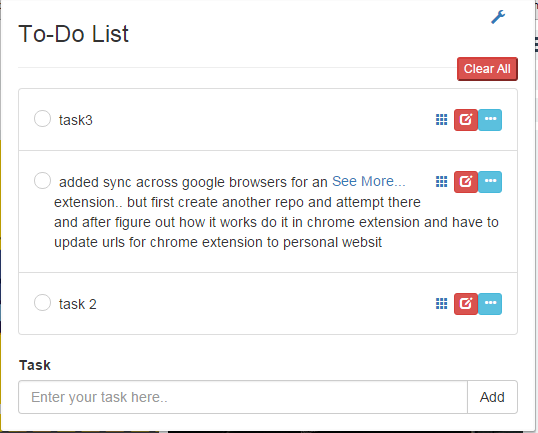 To-Do List
Clear All
task3
added sync across google browsers for an See More...
extension.. but first create another repo and attempt there
and after figure out how it works do it in chrome extension and have to
update urls for chrome extension to personal websit
task 2
Task
Enter your task here..
Add